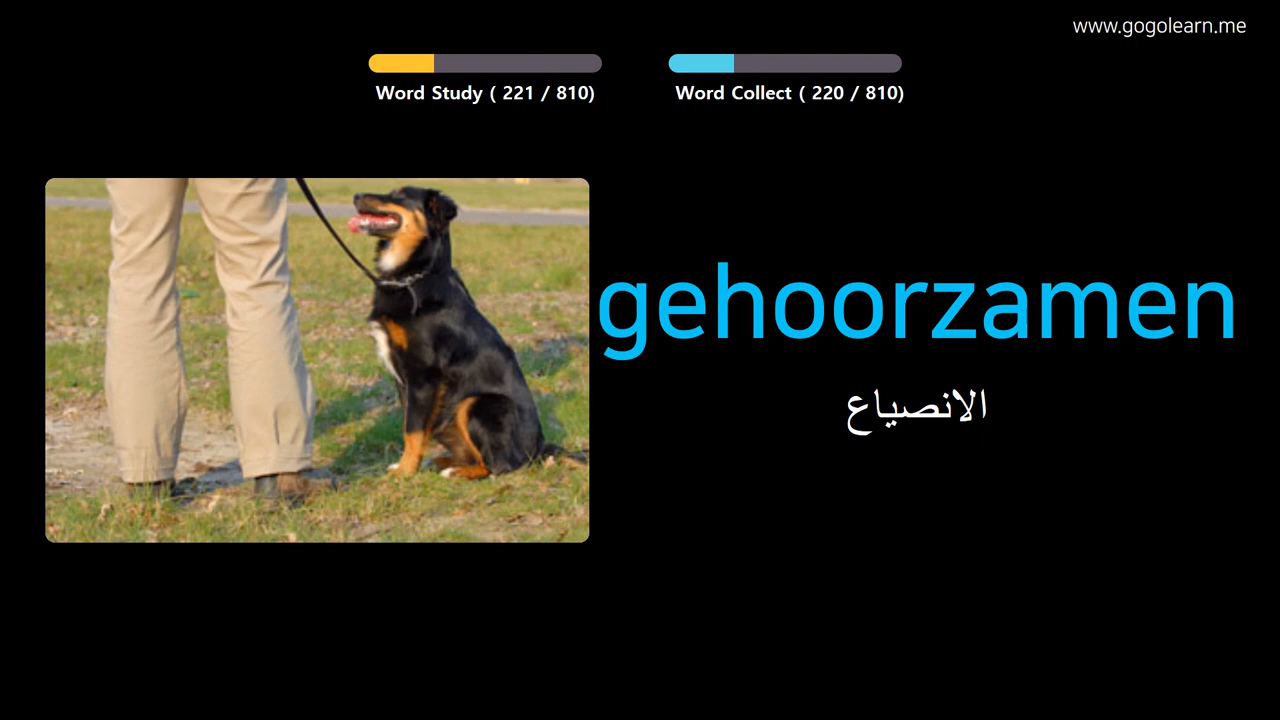 www.gogolearn.me
Word Study ( 221 / 810)
Word Collect ( 220 / 810)
gehoorzamen
الانصياع